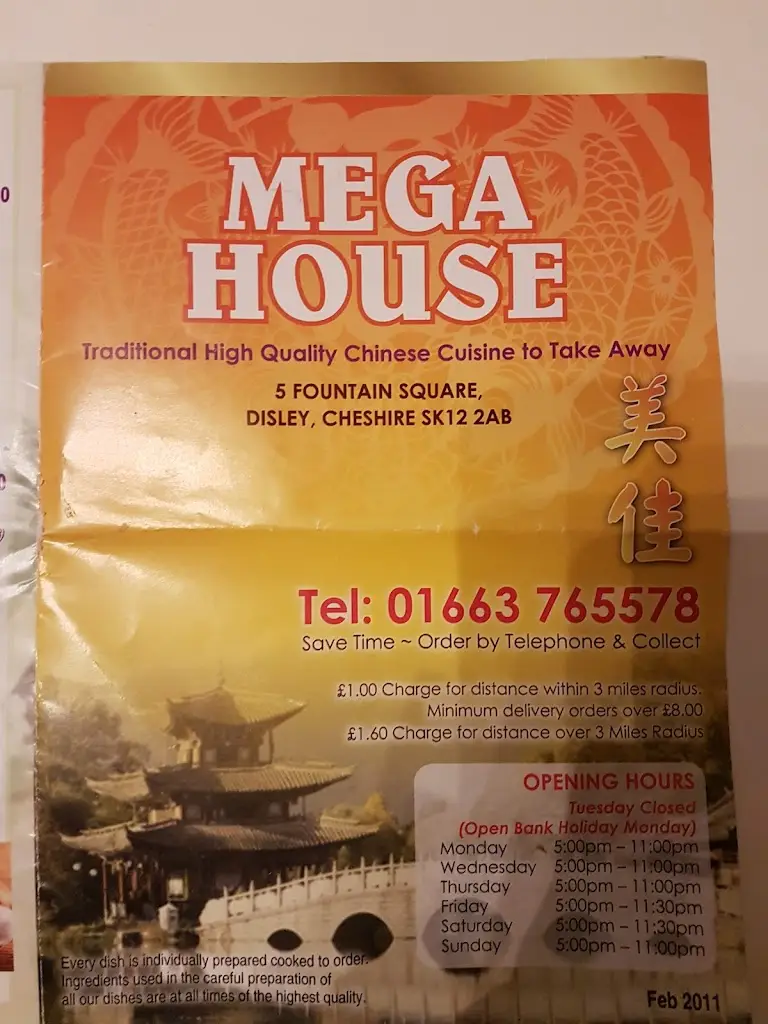 MEGA
HOUSE
Traditional High Quality Chinese Cuisine to Take Away
5 FOUNTAIN SQUARE,
DISLEY, CHESHIRE SK12 2AB
美
佳
Tel: 01663 765578
Save Time ~ Order by Telephone & Collect
£1.00 Charge for distance within 3 miles radius.
Minimum delivery orders over £8.00
£1.60 Charge for distance over 3 Miles Radius
OPENING HOURS
Tuesday Closed
(Open Bank Holiday Monday)
Monday 5:00pm – 11:00pm
Wednesday 5:00pm – 11:00pm
Thursday 5:00pm – 11:00pm
Friday 5:00pm – 11:30pm
Saturday 5:00pm – 11:30pm
Sunday 5:00pm – 11:00pm
Every dish is individually prepared cooked to order.
Ingredients used in the careful preparation of
all our dishes are at all times of the highest quality.
Feb 2011